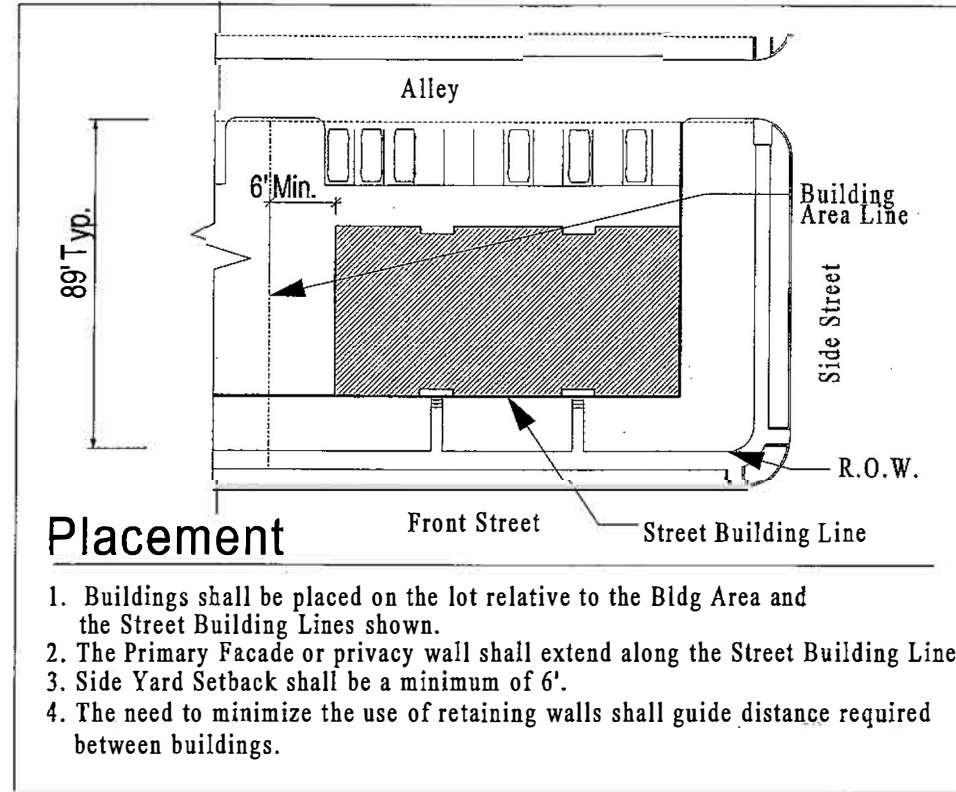 Alley
6' Min.
89' Typ.
Building
Area Line
Side Street
R.O.W.
Front Street
Street Building Line
Placement
1. Buildings shall be placed on the lot relative to the Bldg Area and
the Street Building Lines shown.
2. The Primary Facade or privacy wall shall extend along the Street Building Line
3. Side Yard Setback shall be a minimum of 6'.
4. The need to minimize the use of retaining walls shall guide distance required
between buildings.